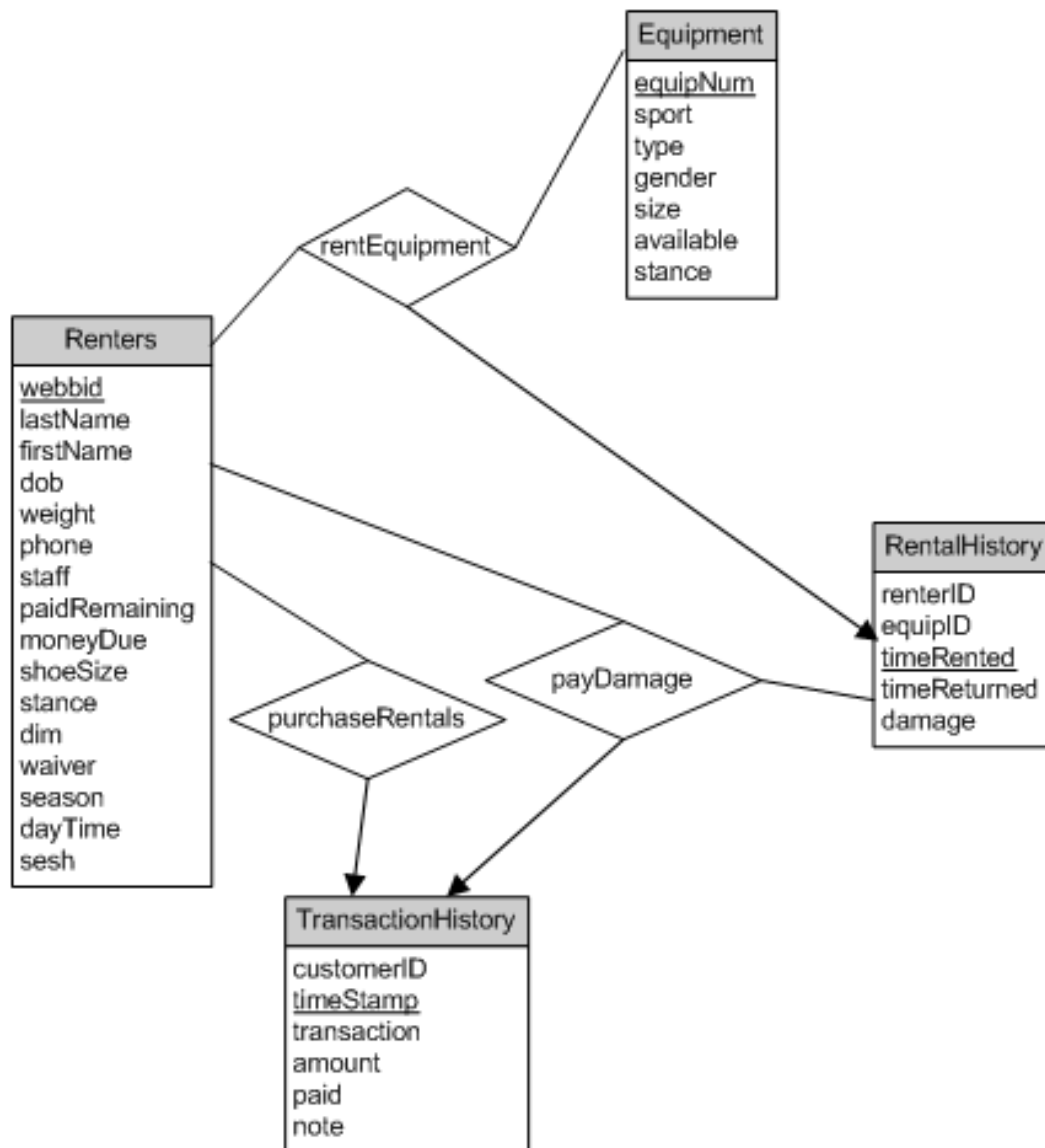 Equipment
equipNum
sport
type
gender
size
available
stance
rentEquipment
Renters
webbid
lastName
firstName
dob
weight
phone
staff
paidRemaining
moneyDue
shoeSize
stance
dim
waiver
season
dayTime
sesh
RentalHistory
renterID
equipID
timeRented
timeReturned
damage
payDamage
purchaseRentals
TransactionHistory
customerID
timeStamp
transaction
amount
paid
note